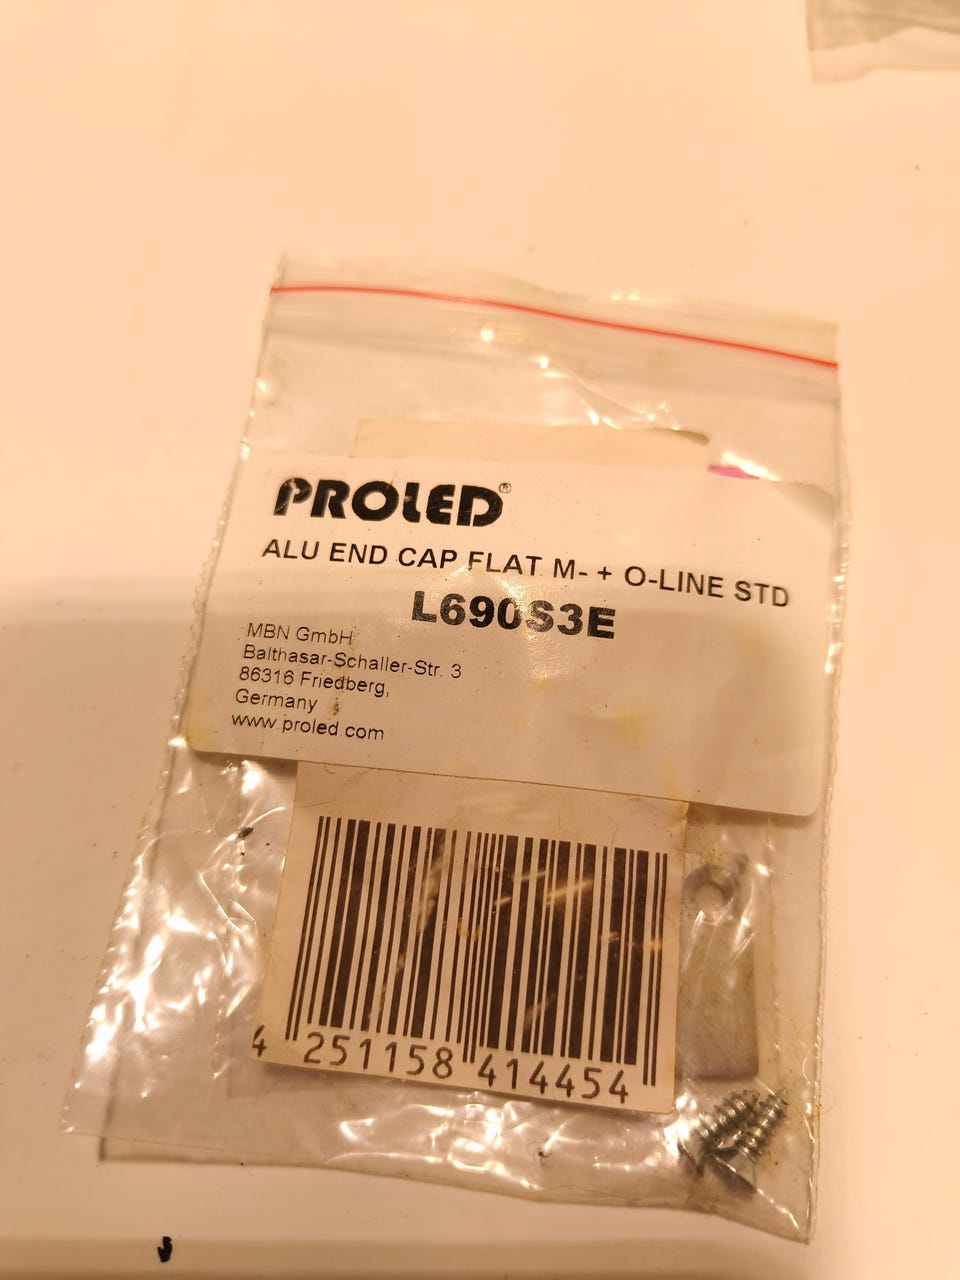 PROLED®
ALU END CAP FLAT M- + O-LINE STD
L690S3E
MBN GmbH
Balthasar-Schaller-Str. 3
86316 Friedberg,
Germany
www.proled.com
4 251158 414454